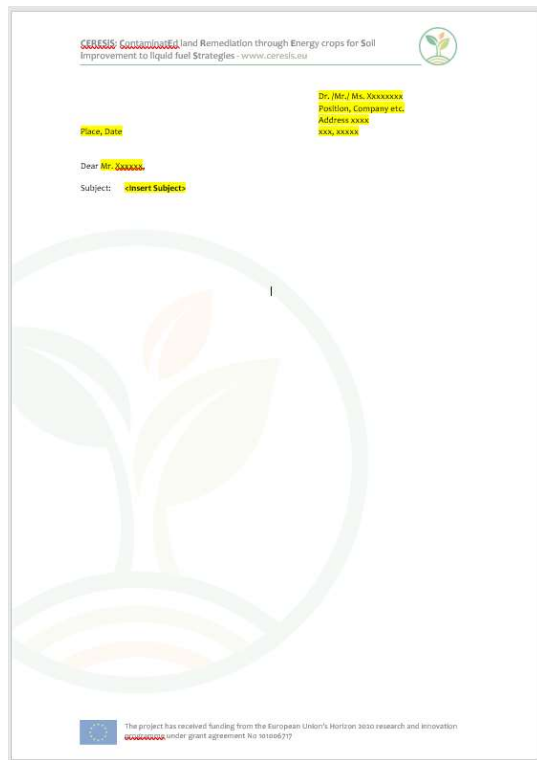 CERESiS: ContaminatEd land Remediation through Energy crops for Soil
Improvement to liquid fuel Strategies - www.ceresis.eu
Dr. /Mr./ Ms. Xxxxxxxx
Position, Company etc.
Address xxxx
Place, Date
xxx, xxxxx
Dear Mr. Xxxxxx,
Subject: <Insert Subject>
The project has received funding from the European Union's Horizon 2020 research and innovation
programme under grant agreement No 101006717